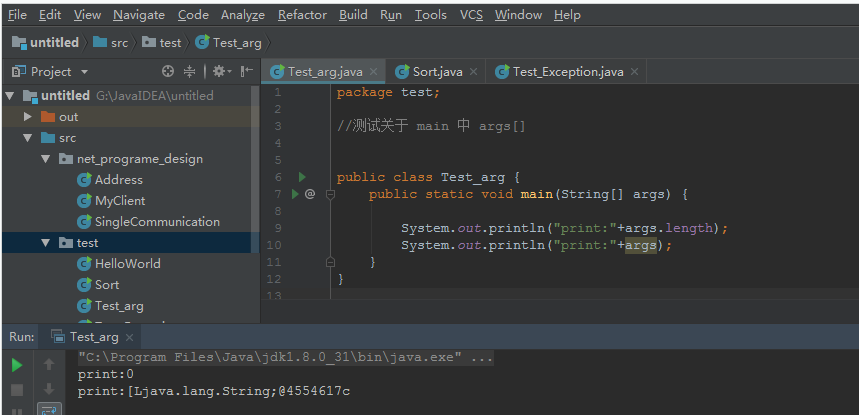 File Edit View Navigate Code Analyze Refactor Build Run Tools VCS Window Help
untitled src test Test_arg
Project Test_arg.java Sort.java Test_Exception.java
untitled G:\JavaIDEA\untitled
out
src
net_programe_design
Address
MyClient
SingleCommunication
test
HelloWorld
Sort
Test_arg
1 package test;
2
3 //测试关于 main 中 args[]
4
5
6 public class Test_arg {
7 @ public static void main(String[] args) {
8
9 System.out.println("print:"+args.length);
10 System.out.println("print:"+args);
11 }
12 }
13
Run: Test_arg
"C:\Program Files\Java\jdk1.8.0_31\bin\java.exe" ...
print:0
print:[Ljava.lang.String;@4554617c